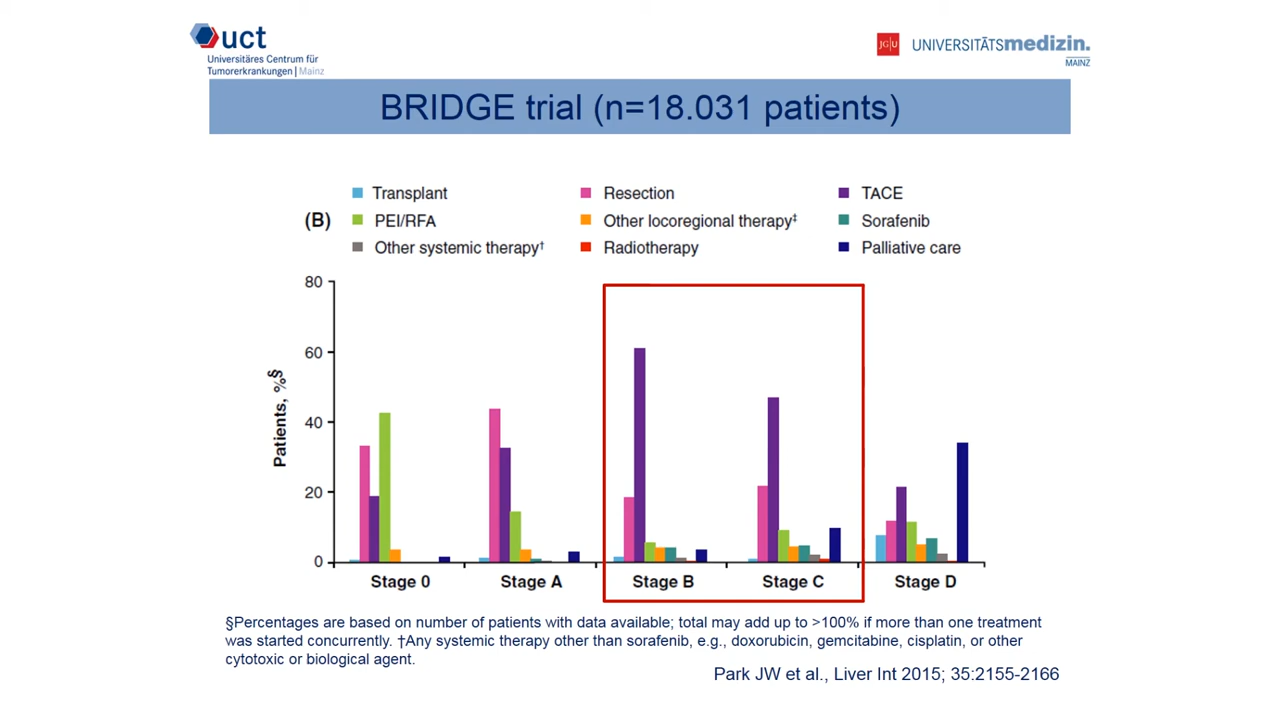 uct
Universitäres Centrum für
Tumorerkrankungen | Mainz
JG|U UNIVERSITÄTSmedizin.
MAINZ
BRIDGE trial (n=18.031 patients)
Transplant Resection TACE
(B) PEI/RFA Other locoregional therapy‡ Sorafenib
Other systemic therapy† Radiotherapy Palliative care
80
60
40
20
0
Patients, %§
Stage 0 Stage A Stage B Stage C Stage D
§Percentages are based on number of patients with data available; total may add up to >100% if more than one treatment
was started concurrently. †Any systemic therapy other than sorafenib, e.g., doxorubicin, gemcitabine, cisplatin, or other
cytotoxic or biological agent.
Park JW et al., Liver Int 2015; 35:2155-2166